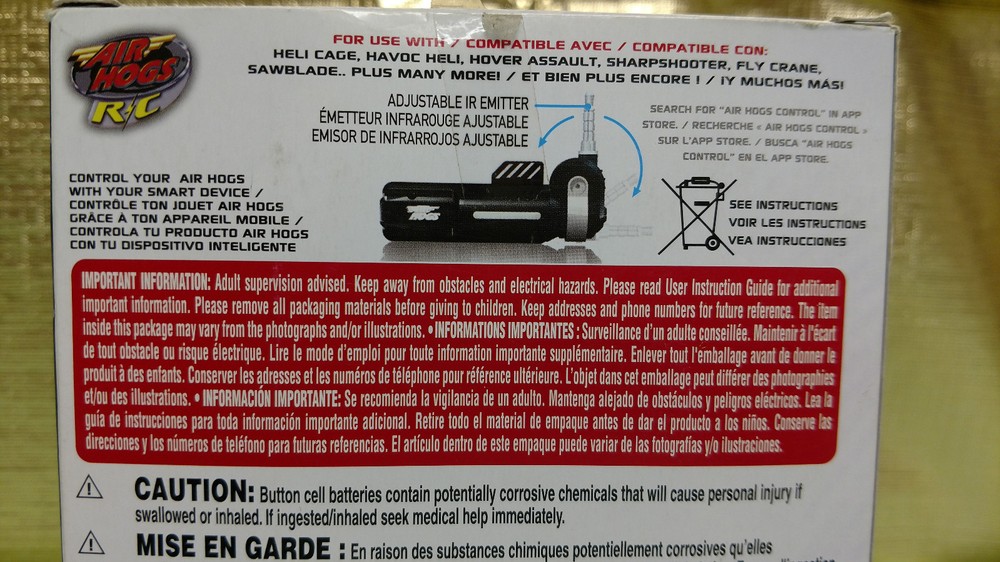 AIR HOGS R/C
FOR USE WITH / COMPATIBLE AVEC / COMPATIBLE CON:
HELI CAGE, HAVOC HELI, HOVER ASSAULT, SHARPSHOOTER, FLY CRANE,
SAWBLADE.. PLUS MANY MORE! / ET BIEN PLUS ENCORE ! / ¡Y MUCHOS MÁS!
ADJUSTABLE IR EMITTER
ÉMETTEUR INFRAROUGE AJUSTABLE
EMISOR DE INFRARROJOS AJUSTABLE
SEARCH FOR "AIR HOGS CONTROL" IN APP
STORE. / RECHERCHE « AIR HOGS CONTROL »
SUR L'APP STORE. / BUSCA "AIR HOGS
CONTROL" EN EL APP STORE.
CONTROL YOUR AIR HOGS
WITH YOUR SMART DEVICE /
CONTRÔLE TON JOUET AIR HOGS
GRÂCE À TON APPAREIL MOBILE /
CONTROLA TU PRODUCTO AIR HOGS
CON TU DISPOSITIVO INTELIGENTE
AIR HOGS
SEE INSTRUCTIONS
VOIR LES INSTRUCTIONS
VEA INSTRUCCIONES
IMPORTANT INFORMATION: Adult supervision advised. Keep away from obstacles and electrical hazards. Please read User Instruction Guide for additional
important information. Please remove all packaging materials before giving to children. Keep addresses and phone numbers for future reference. The item
inside this package may vary from the photographs and/or illustrations. • INFORMATIONS IMPORTANTES : Surveillance d'un adulte conseillée. Maintenir à l'écart
de tout obstacle ou risque électrique. Lire le mode d'emploi pour toute information importante supplémentaire. Enlever tout l'emballage avant de donner le
produit à des enfants. Conserver les adresses et les numéros de téléphone pour référence ultérieure. L'objet dans cet emballage peut différer des photographies
et/ou des illustrations. • INFORMACIÓN IMPORTANTE: Se recomienda la vigilancia de un adulto. Mantenga alejado de obstáculos y peligros eléctricos. Lea la
guía de instrucciones para toda información importante adicional. Retire todo el material de empaque antes de dar el producto a los niños. Conserve las
direcciones y los números de teléfono para futuras referencias. El artículo dentro de este empaque puede variar de las fotografías y/o ilustraciones.
CAUTION: Button cell batteries contain potentially corrosive chemicals that will cause personal injury if
swallowed or inhaled. If ingested/inhaled seek medical help immediately.
MISE EN GARDE : En raison des substances chimiques potentiellement corrosives qu'elles